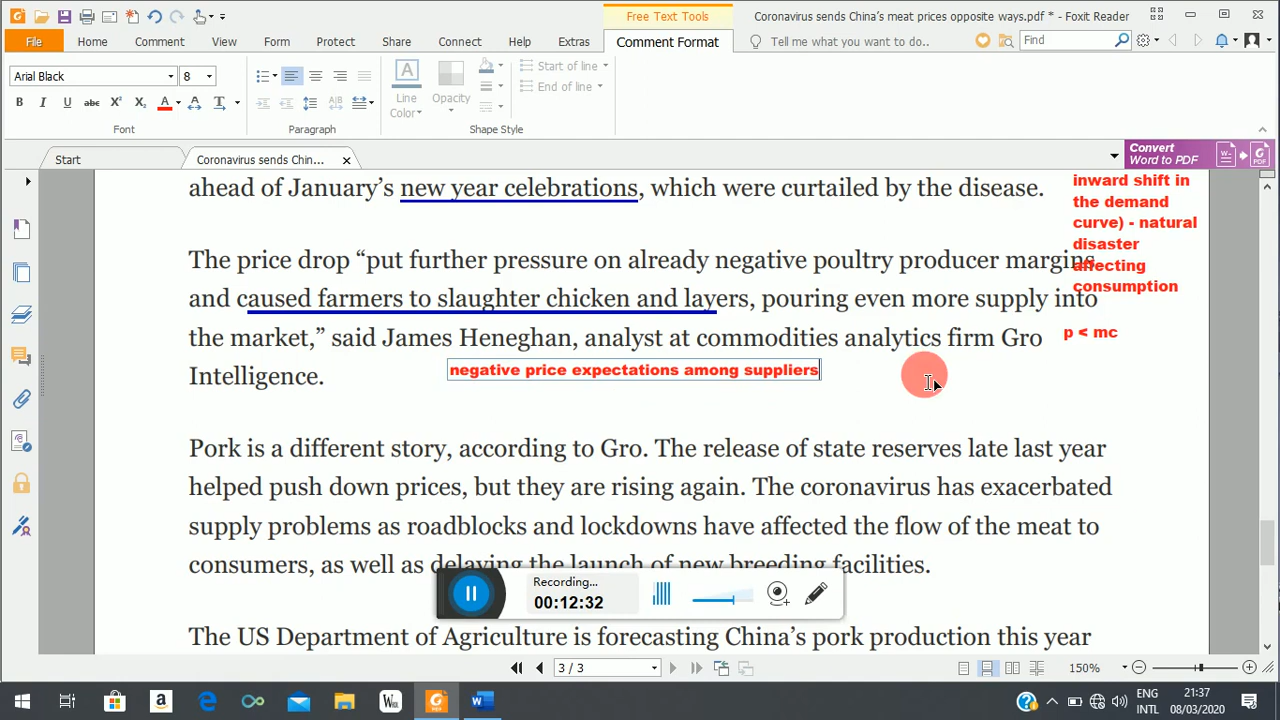 Free Text Tools
Coronavirus sends China's meat prices opposite ways.pdf * - Foxit Reader
File Home Comment View Form Protect Share Connect Help Extras Comment Format Tell me what you want to do.. Find
Arial Black 8
Start of line
End of line
B I U abc X² X₂ A A T
Line Color
Opacity
Font Paragraph Shape Style
Start Coronavirus sends Chin...
Convert Word to PDF
ahead of January's new year celebrations, which were curtailed by the disease.
inward shift in
the demand
curve) - natural
disaster
affecting
consumption
The price drop “put further pressure on already negative poultry producer margins
and caused farmers to slaughter chicken and layers, pouring even more supply into
the market,” said James Heneghan, analyst at commodities analytics firm Gro
p < mc
Intelligence.
negative price expectations among suppliers
Pork is a different story, according to Gro. The release of state reserves late last year
helped push down prices, but they are rising again. The coronavirus has exacerbated
supply problems as roadblocks and lockdowns have affected the flow of the meat to
consumers, as well as delaying the launch of new breeding facilities.
Recording...
00:12:32
The US Department of Agriculture is forecasting China's pork production this year
3 / 3
150%
ENG 21:37
INTL 08/03/2020